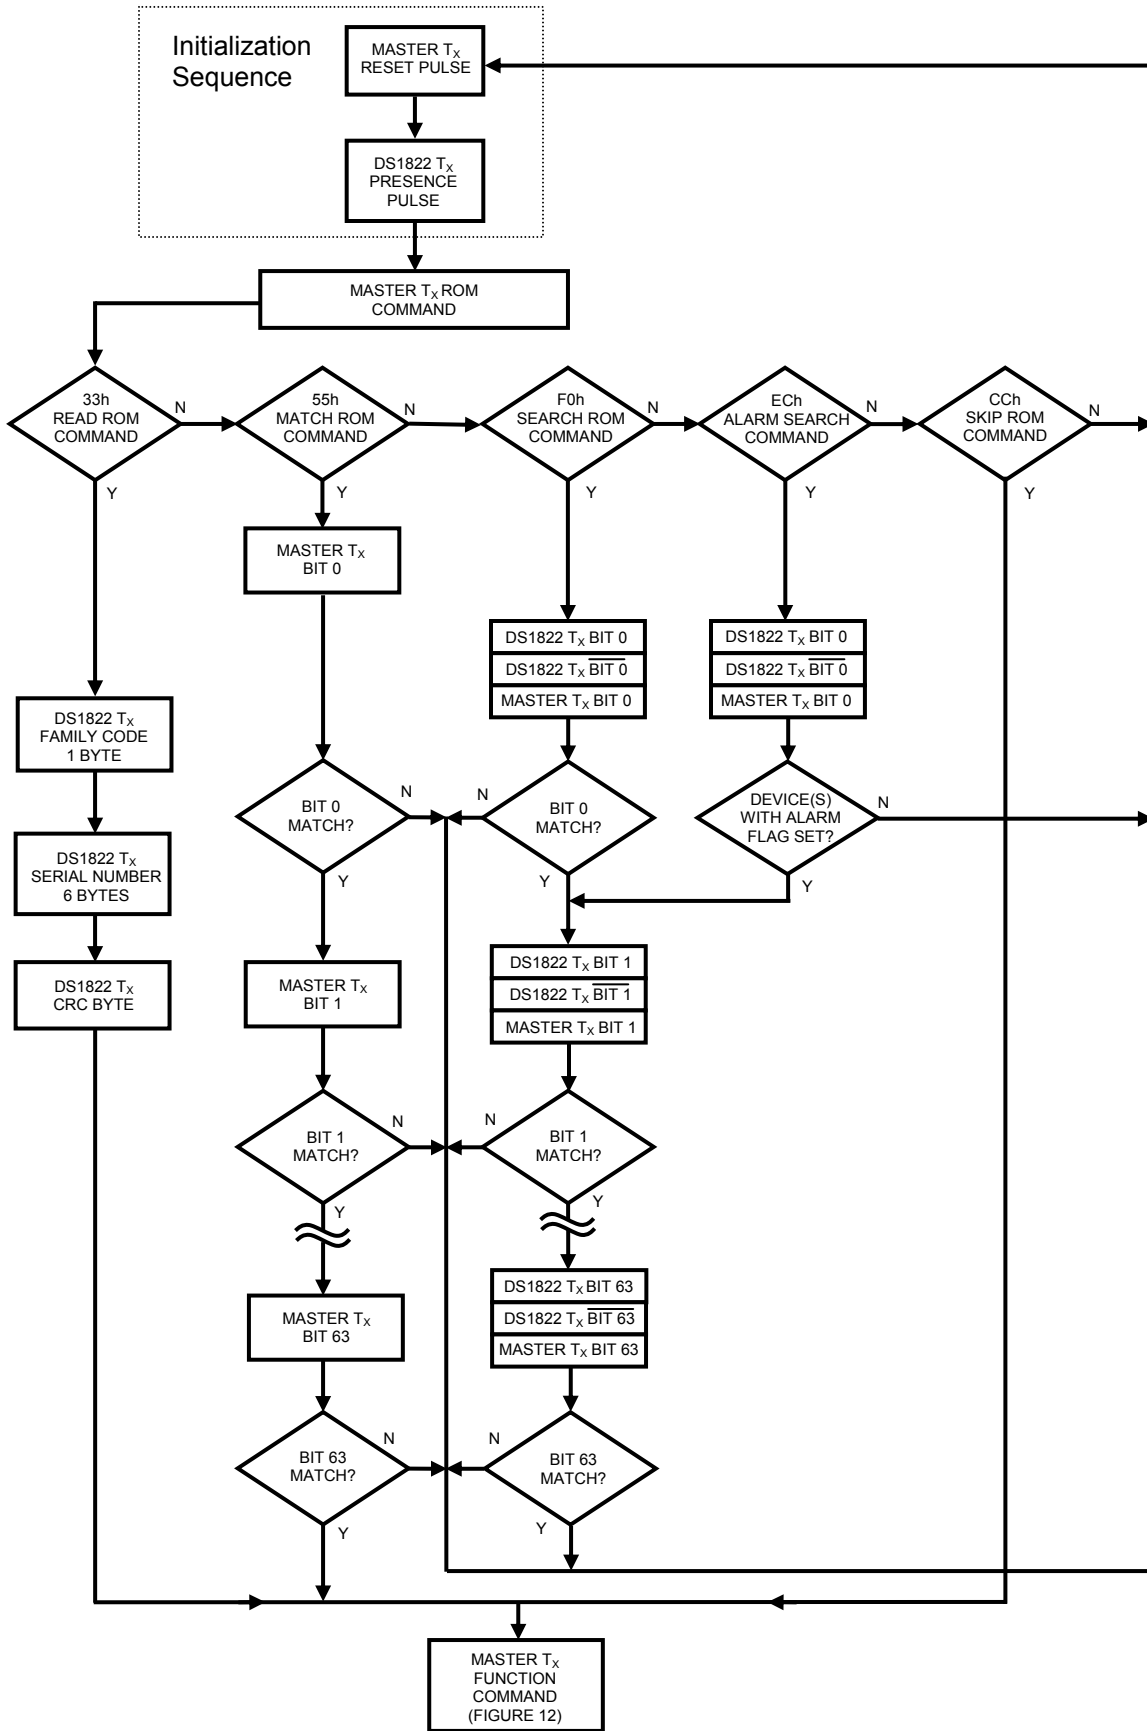 Initialization
Sequence
MASTER TX
RESET PULSE
DS1822 TX
PRESENCE
PULSE
MASTER TX ROM
COMMAND
33h
READ ROM
COMMAND
N
Y
55h
MATCH ROM
COMMAND
N
Y
F0h
SEARCH ROM
COMMAND
N
Y
ECh
ALARM SEARCH
COMMAND
N
Y
CCh
SKIP ROM
COMMAND
N
Y
MASTER TX
BIT 0
DS1822 TX BIT 0
DS1822 TX BIT 0
MASTER TX BIT 0
DS1822 TX BIT 0
DS1822 TX BIT 0
MASTER TX BIT 0
DS1822 TX
FAMILY CODE
1 BYTE
BIT 0
MATCH?
N
Y
BIT 0
MATCH?
N
Y
DEVICE(S)
WITH ALARM
FLAG SET?
N
Y
DS1822 TX
SERIAL NUMBER
6 BYTES
DS1822 TX
CRC BYTE
MASTER TX
BIT 1
DS1822 TX BIT 1
DS1822 TX BIT 1
MASTER TX BIT 1
BIT 1
MATCH?
N
Y
BIT 1
MATCH?
N
Y
MASTER TX
BIT 63
DS1822 TX BIT 63
DS1822 TX BIT 63
MASTER TX BIT 63
BIT 63
MATCH?
N
Y
BIT 63
MATCH?
N
Y
MASTER TX
FUNCTION
COMMAND
(FIGURE 12)